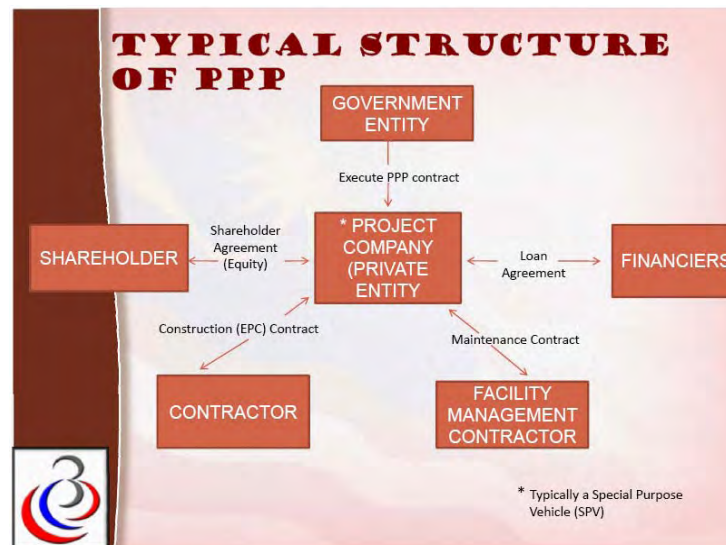 TYPICAL STRUCTURE
OF PPP
GOVERNMENT
ENTITY
Execute PPP contract
SHAREHOLDER
Shareholder
Agreement
(Equity)
* PROJECT
COMPANY
(PRIVATE
ENTITY
Loan
Agreement
FINANCIERS
Construction (EPC) Contract
Maintenance Contract
CONTRACTOR
FACILITY
MANAGEMENT
CONTRACTOR
* Typically a Special Purpose
Vehicle (SPV)